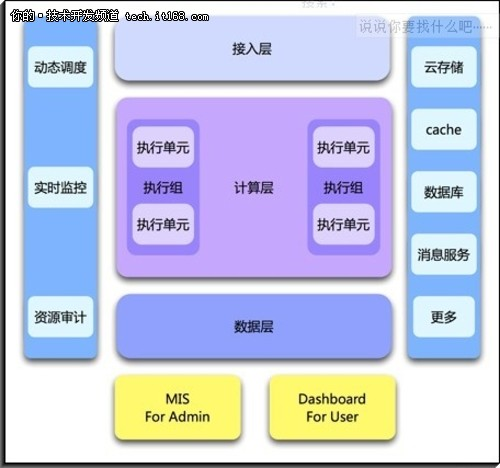 你的·技术开发频道 tech.it168.com
搜索:
说说你要找什么吧······
动态调度
实时监控
资源审计
接入层
执行单元
执行组
执行单元
计算层
执行单元
执行组
执行单元
数据层
云存储
cache
数据库
消息服务
更多
MIS
For Admin
Dashboard
For User